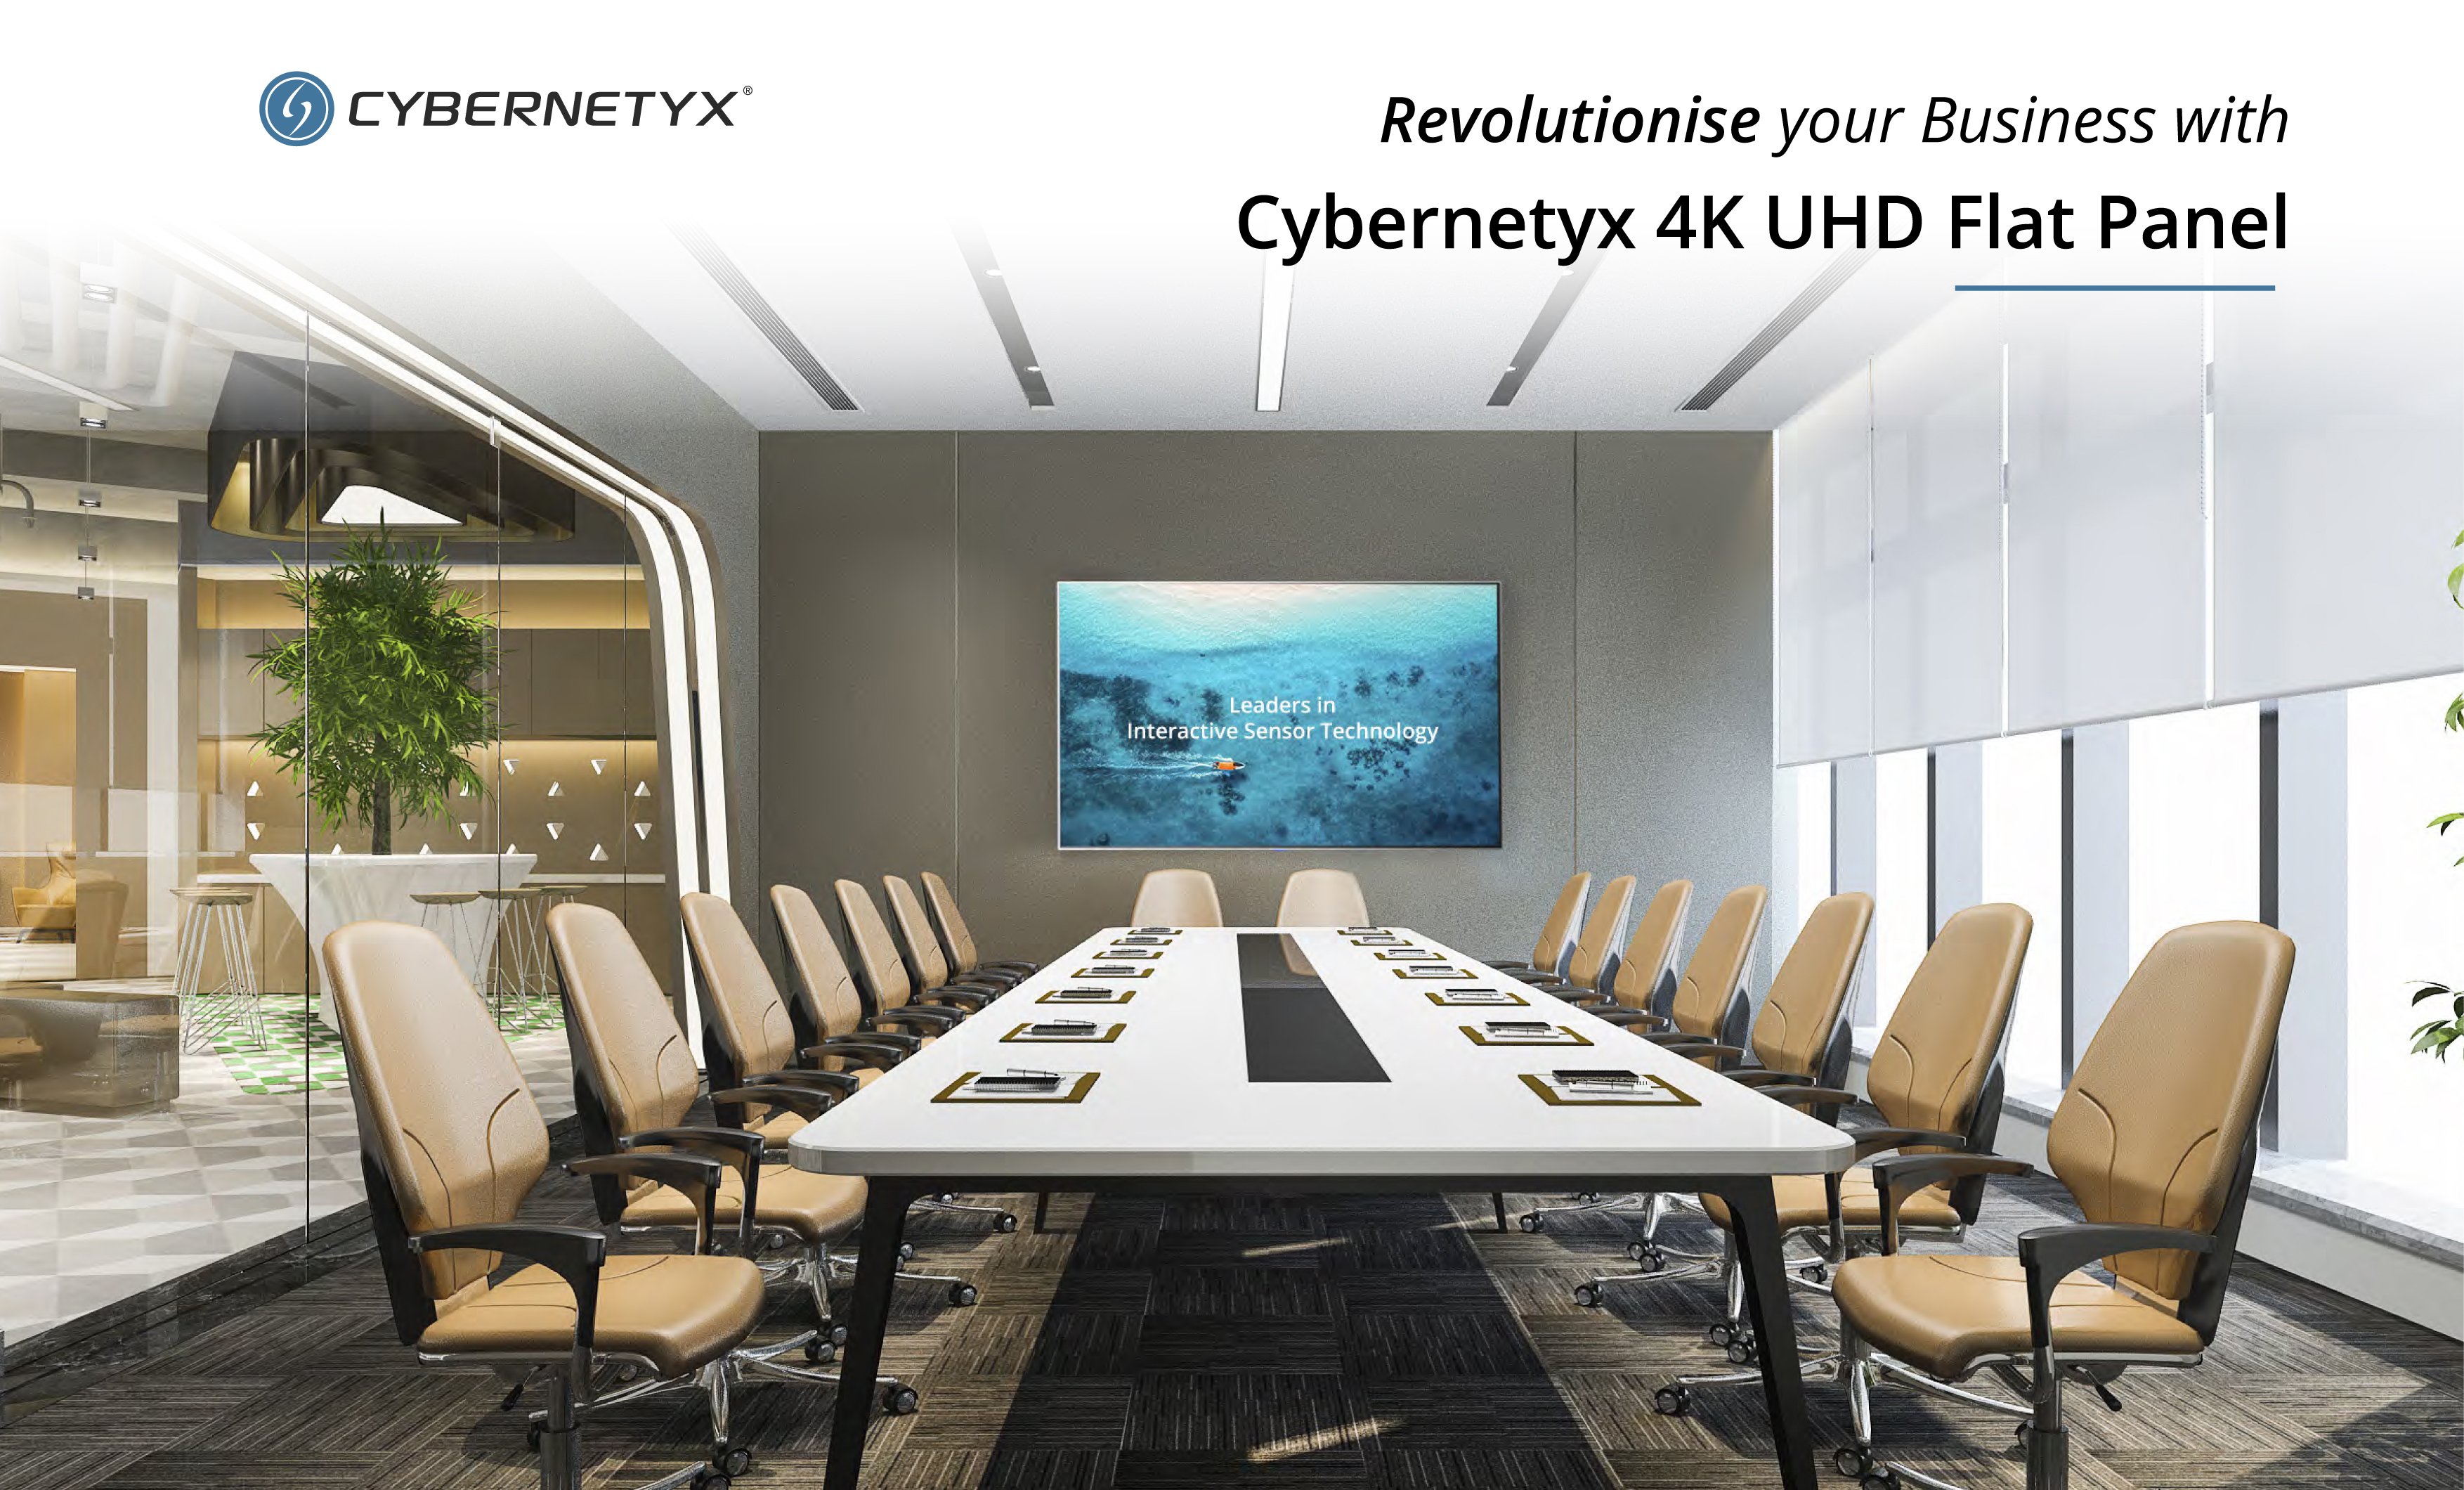 CYBERNETYX®
Revolutionise your Business with
Cybernetyx 4K UHD Flat Panel
Leaders in
Interactive Sensor Technology